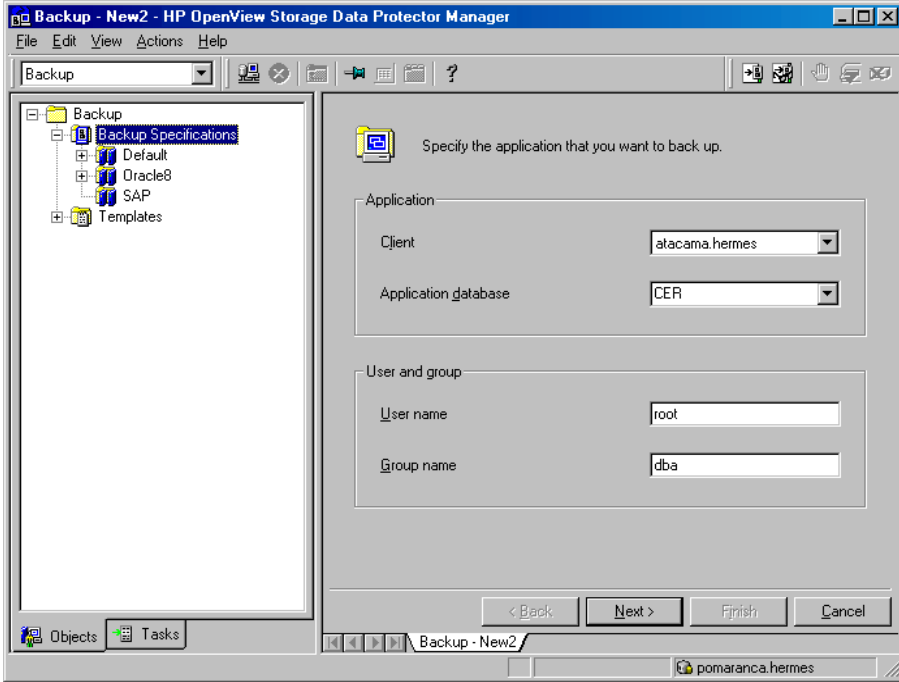 Backup - New2 - HP OpenView Storage Data Protector Manager
File Edit View Actions Help
Backup
Backup
Backup Specifications
Default
Oracle8
SAP
Templates
Specify the application that you want to back up.
Application
Client
atacama.hermes
Application database
CER
User and group
User name
root
Group name
dba
< Back Next > Finish Cancel
Objects Tasks
Backup - New2
pomaranca.hermes